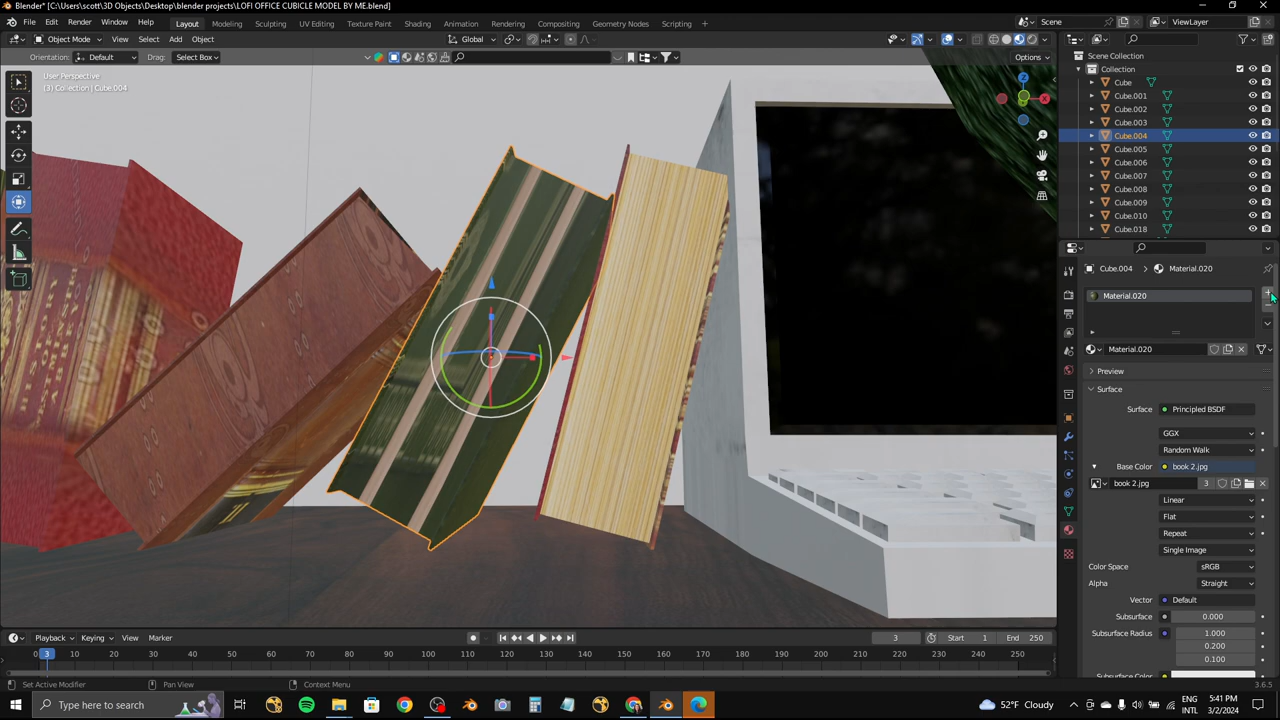 Blender* [C:\Users\scott\3D Objects\Desktop\blender projects\LOFI OFFICE CUBICLE MODEL BY ME.blend]
File Edit Render Window Help Layout Modeling Sculpting UV Editing Texture Paint Shading Animation Rendering Compositing Geometry Nodes Scripting + Scene ViewLayer
Object Mode View Select Add Object Global
Orientation: Default Drag: Select Box Options
User Perspective
(3) Collection | Cube.004
Z
X
Scene Collection
Collection
Cube
Cube.001
Cube.002
Cube.003
Cube.004
Cube.005
Cube.006
Cube.007
Cube.008
Cube.009
Cube.010
Cube.018
Cube.004 > Material.020
Material.020
Material.020
Preview
Surface
Surface Principled BSDF
GGX
Random Walk
Base Color book 2.jpg
book 2.jpg 3
Linear
Flat
Repeat
Single Image
Color Space sRGB
Alpha Straight
Vector Default
Subsurface 0.000
Subsurface Radius 1.000
0.200
0.100
Subsurface Color
Playback Keying View Marker 3 Start 1 End 250
0 3 10 20 30 40 50 60 70 80 90 100 110 120 130 140 150 160 170 180 190 200 210 220 230 240 250
Set Active Modifier Pan View Context Menu 3.6.5
Type here to search 52°F Cloudy ENG INTL 5:41 PM 3/2/2024